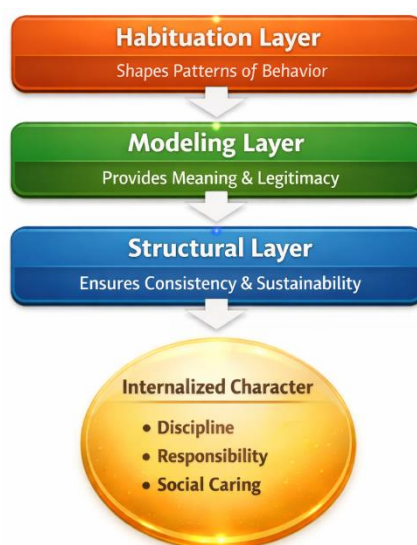 Habituation Layer
Shapes Patterns of Behavior
Modeling Layer
Provides Meaning & Legitimacy
Structural Layer
Ensures Consistency & Sustainability
Internalized Character
• Discipline
• Responsibility
• Social Caring